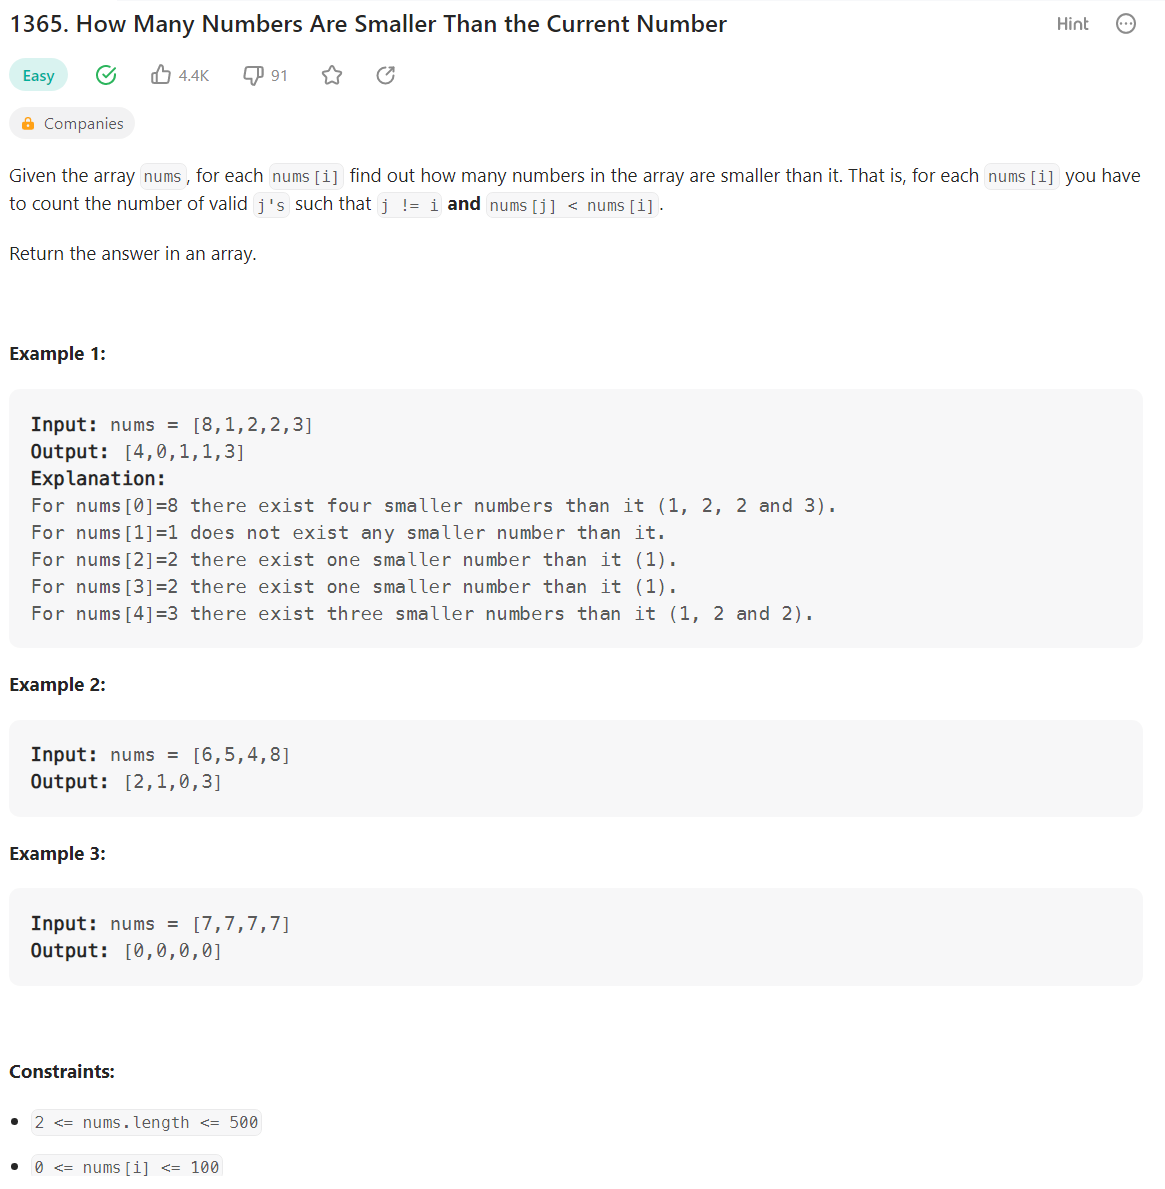 1365. How Many Numbers Are Smaller Than the Current Number
Hint
Easy
4.4K
91
Companies
Given the array nums, for each nums[i] find out how many numbers in the array are smaller than it. That is, for each nums[i] you have
to count the number of valid j's such that j != i and nums[j] < nums[i].
Return the answer in an array.
Example 1:
Input: nums = [8,1,2,2,3]
Output: [4,0,1,1,3]
Explanation:
For nums[0]=8 there exist four smaller numbers than it (1, 2, 2 and 3).
For nums[1]=1 does not exist any smaller number than it.
For nums[2]=2 there exist one smaller number than it (1).
For nums[3]=2 there exist one smaller number than it (1).
For nums[4]=3 there exist three smaller numbers than it (1, 2 and 2).
Example 2:
Input: nums = [6,5,4,8]
Output: [2,1,0,3]
Example 3:
Input: nums = [7,7,7,7]
Output: [0,0,0,0]
Constraints:
• 2 <= nums.length <= 500
• 0 <= nums[i] <= 100